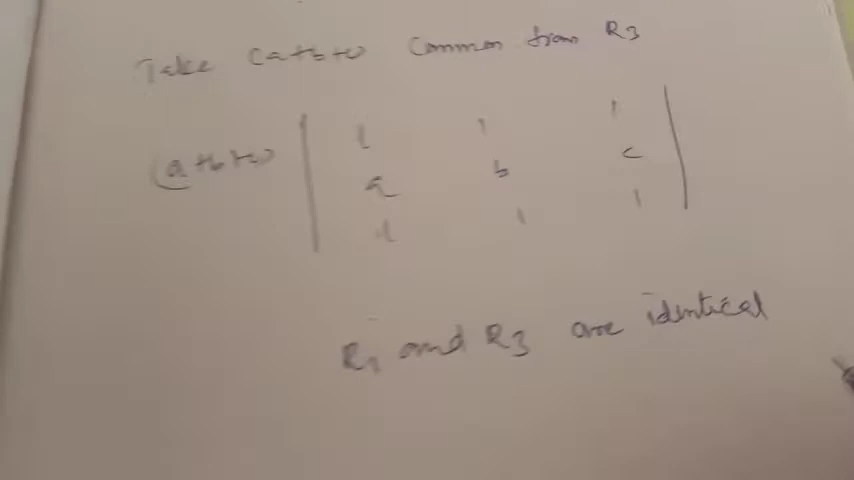 Take (a+b+c) common from R3
(a+b+c) | 1 1 1 |
| a b c |
| 1 1 1 |
R1 and R3 are identical